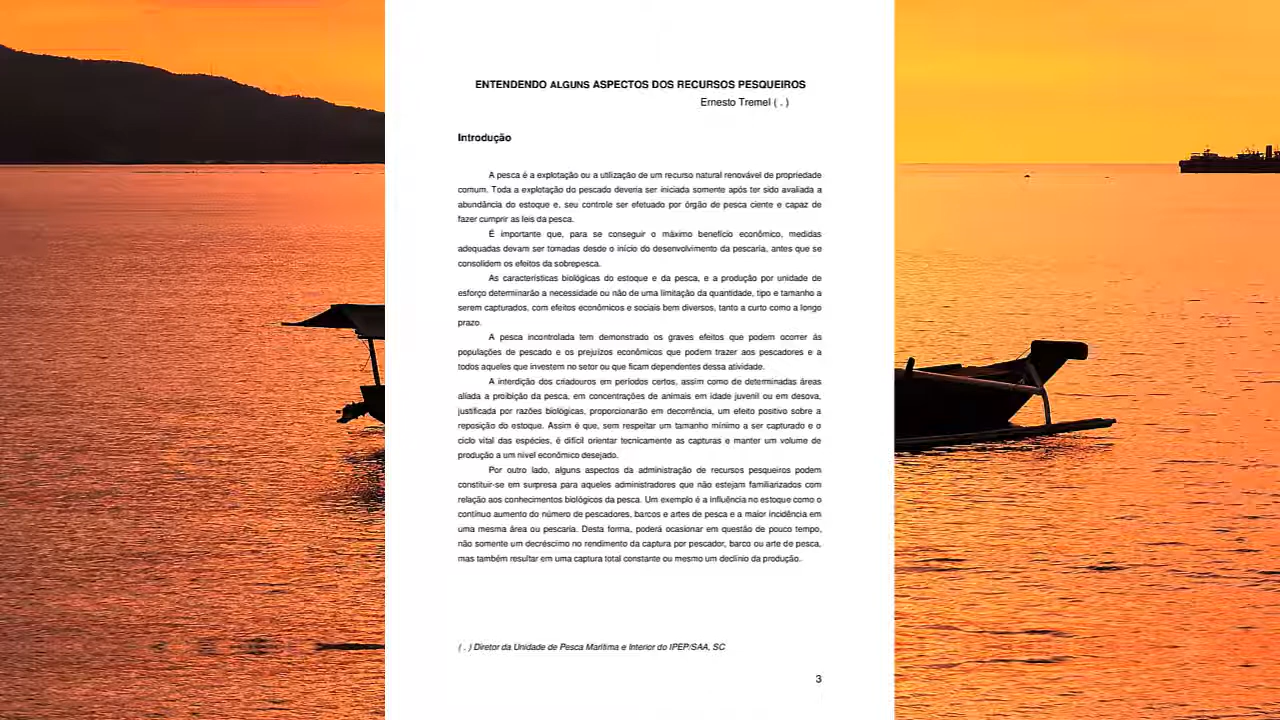 ENTENDENDO ALGUNS ASPECTOS DOS RECURSOS PESQUEIROS
Ernesto Tremel ( . )
Introdução
A pesca é a explotação ou a utilização de um recurso natural renovável de propriedade
comum. Toda a explotação do pescado deveria ser iniciada somente após ter sido avaliada a
abundância do estoque e, seu controle ser efetuado por órgão de pesca ciente e capaz de
fazer cumprir as leis da pesca.
É importante que, para se conseguir o máximo benefício econômico, medidas
adequadas devam ser tomadas desde o início do desenvolvimento da pescaria, antes que se
consolidem os efeitos da sobrepesca.
As características biológicas do estoque e da pesca, e a produção por unidade de
esforço determinarão a necessidade ou não de uma limitação da quantidade, tipo e tamanho a
serem capturados, com efeitos econômicos e sociais bem diversos, tanto a curto como a longo
prazo.
A pesca incontrolada tem demonstrado os graves efeitos que podem ocorrer às
populações de pescado e os prejuízos econômicos que podem trazer aos pescadores e a
todos aqueles que investem no setor ou que ficam dependentes dessa atividade.
A interdição dos criadouros em períodos certos, assim como de determinadas áreas
aliada a proibição da pesca, em concentrações de animais em idade juvenil ou em desova,
justificada por razões biológicas, proporcionarão em decorrência, um efeito positivo sobre a
reposição do estoque. Assim é que, sem respeitar um tamanho mínimo a ser capturado e o
ciclo vital das espécies, é difícil orientar tecnicamente as capturas e manter um volume de
produção a um nível econômico desejado.
Por outro lado, alguns aspectos da administração de recursos pesqueiros podem
constituir-se em surpresa para aqueles administradores que não estejam familiarizados com
relação aos conhecimentos biológicos da pesca. Um exemplo é a influência no estoque como o
contínuo aumento do número de pescadores, barcos e artes de pesca e a maior incidência em
uma mesma área ou pescaria. Desta forma, poderá ocasionar em questão de pouco tempo,
não somente um decréscimo no rendimento da captura por pescador, barco ou arte de pesca,
mas também resultar em uma captura total constante ou mesmo um declínio da produção.
( . ) Diretor da Unidade de Pesca Marítima e Interior do IPEP/SAA, SC
3